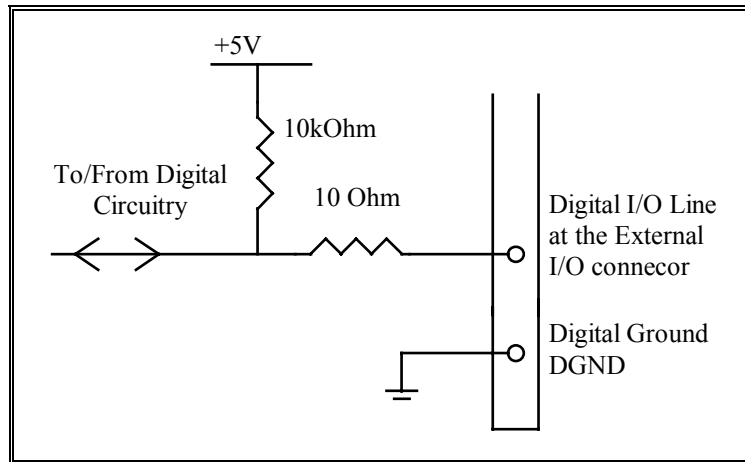 +5V
10kOhm
To/From Digital
Circuitry
10 Ohm
Digital I/O Line
at the External
I/O connecor
Digital Ground
DGND